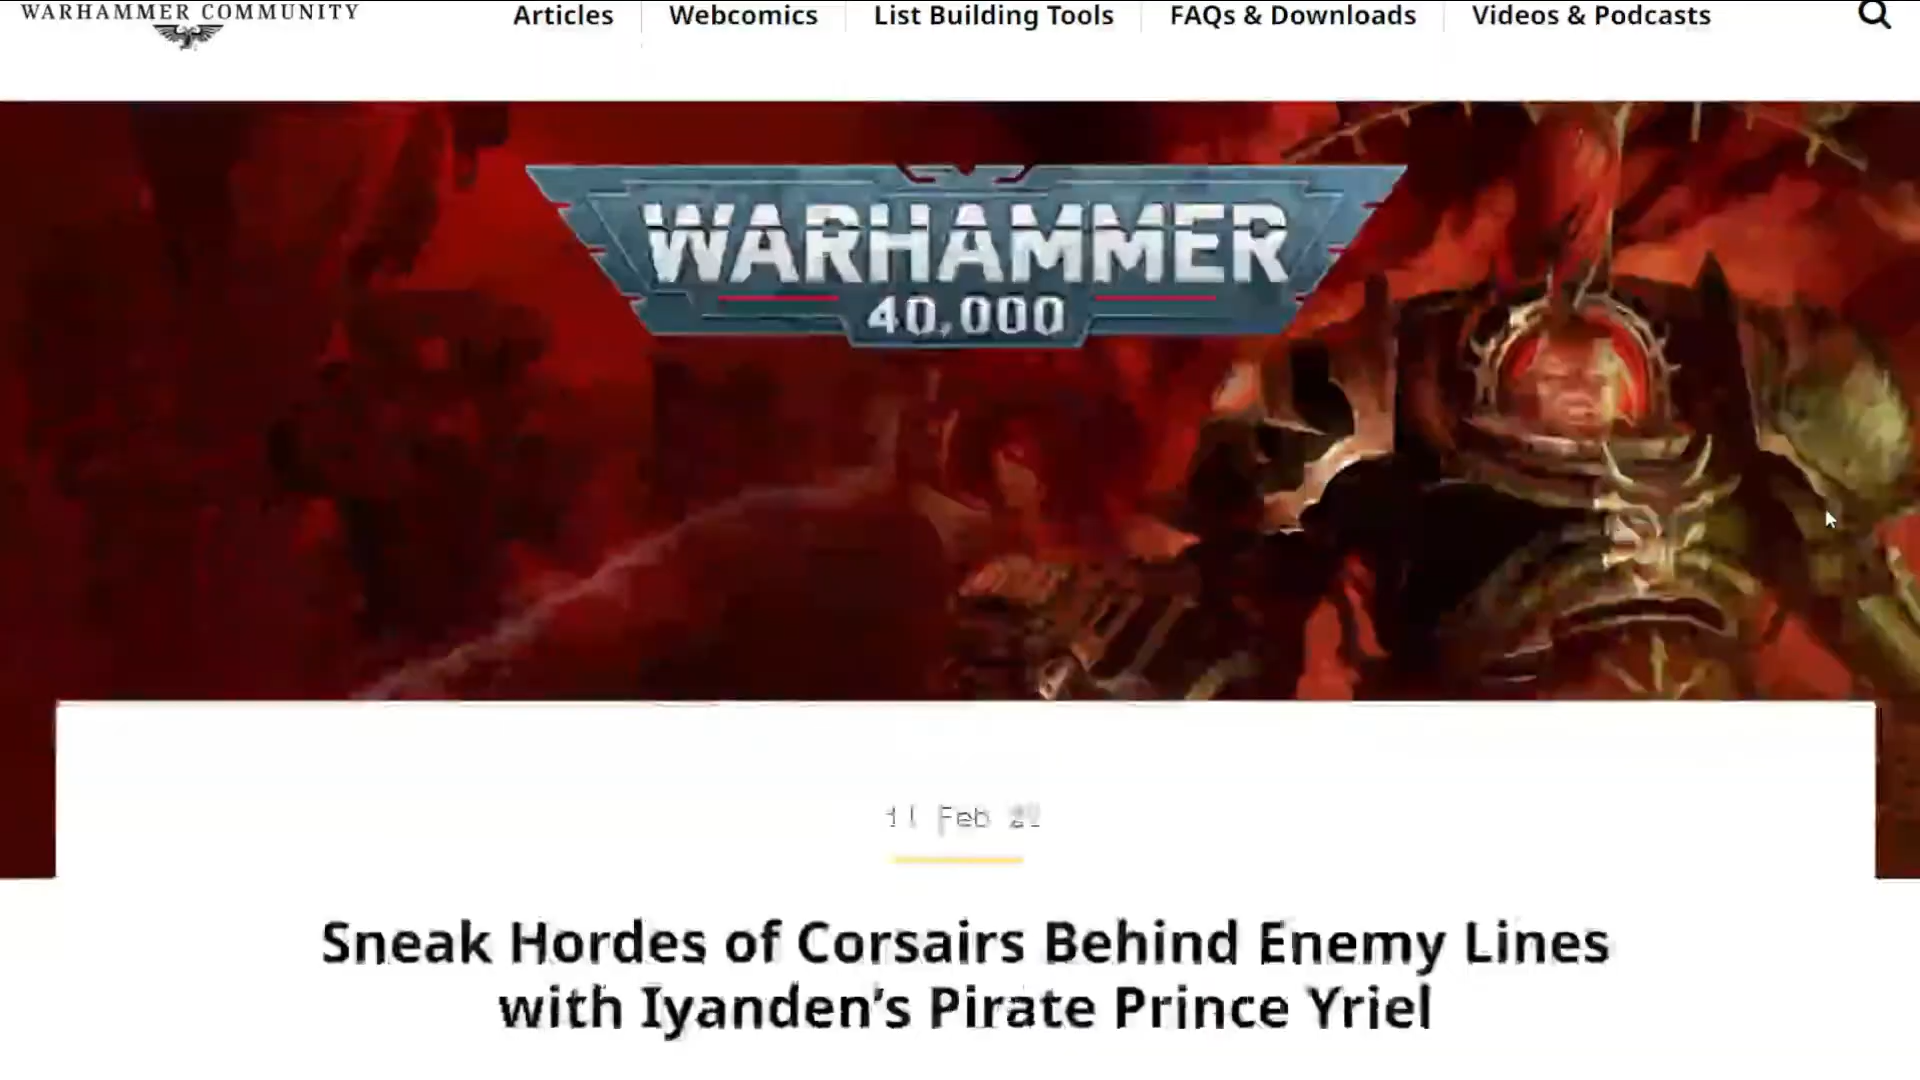 WARHAMMER COMMUNITY
Articles
Webcomics
List Building Tools
FAQs & Downloads
Videos & Podcasts
WARHAMMER
40,000
Feb
Sneak Hordes of Corsairs Behind Enemy Lines
with Iyanden’s Pirate Prince Yriel